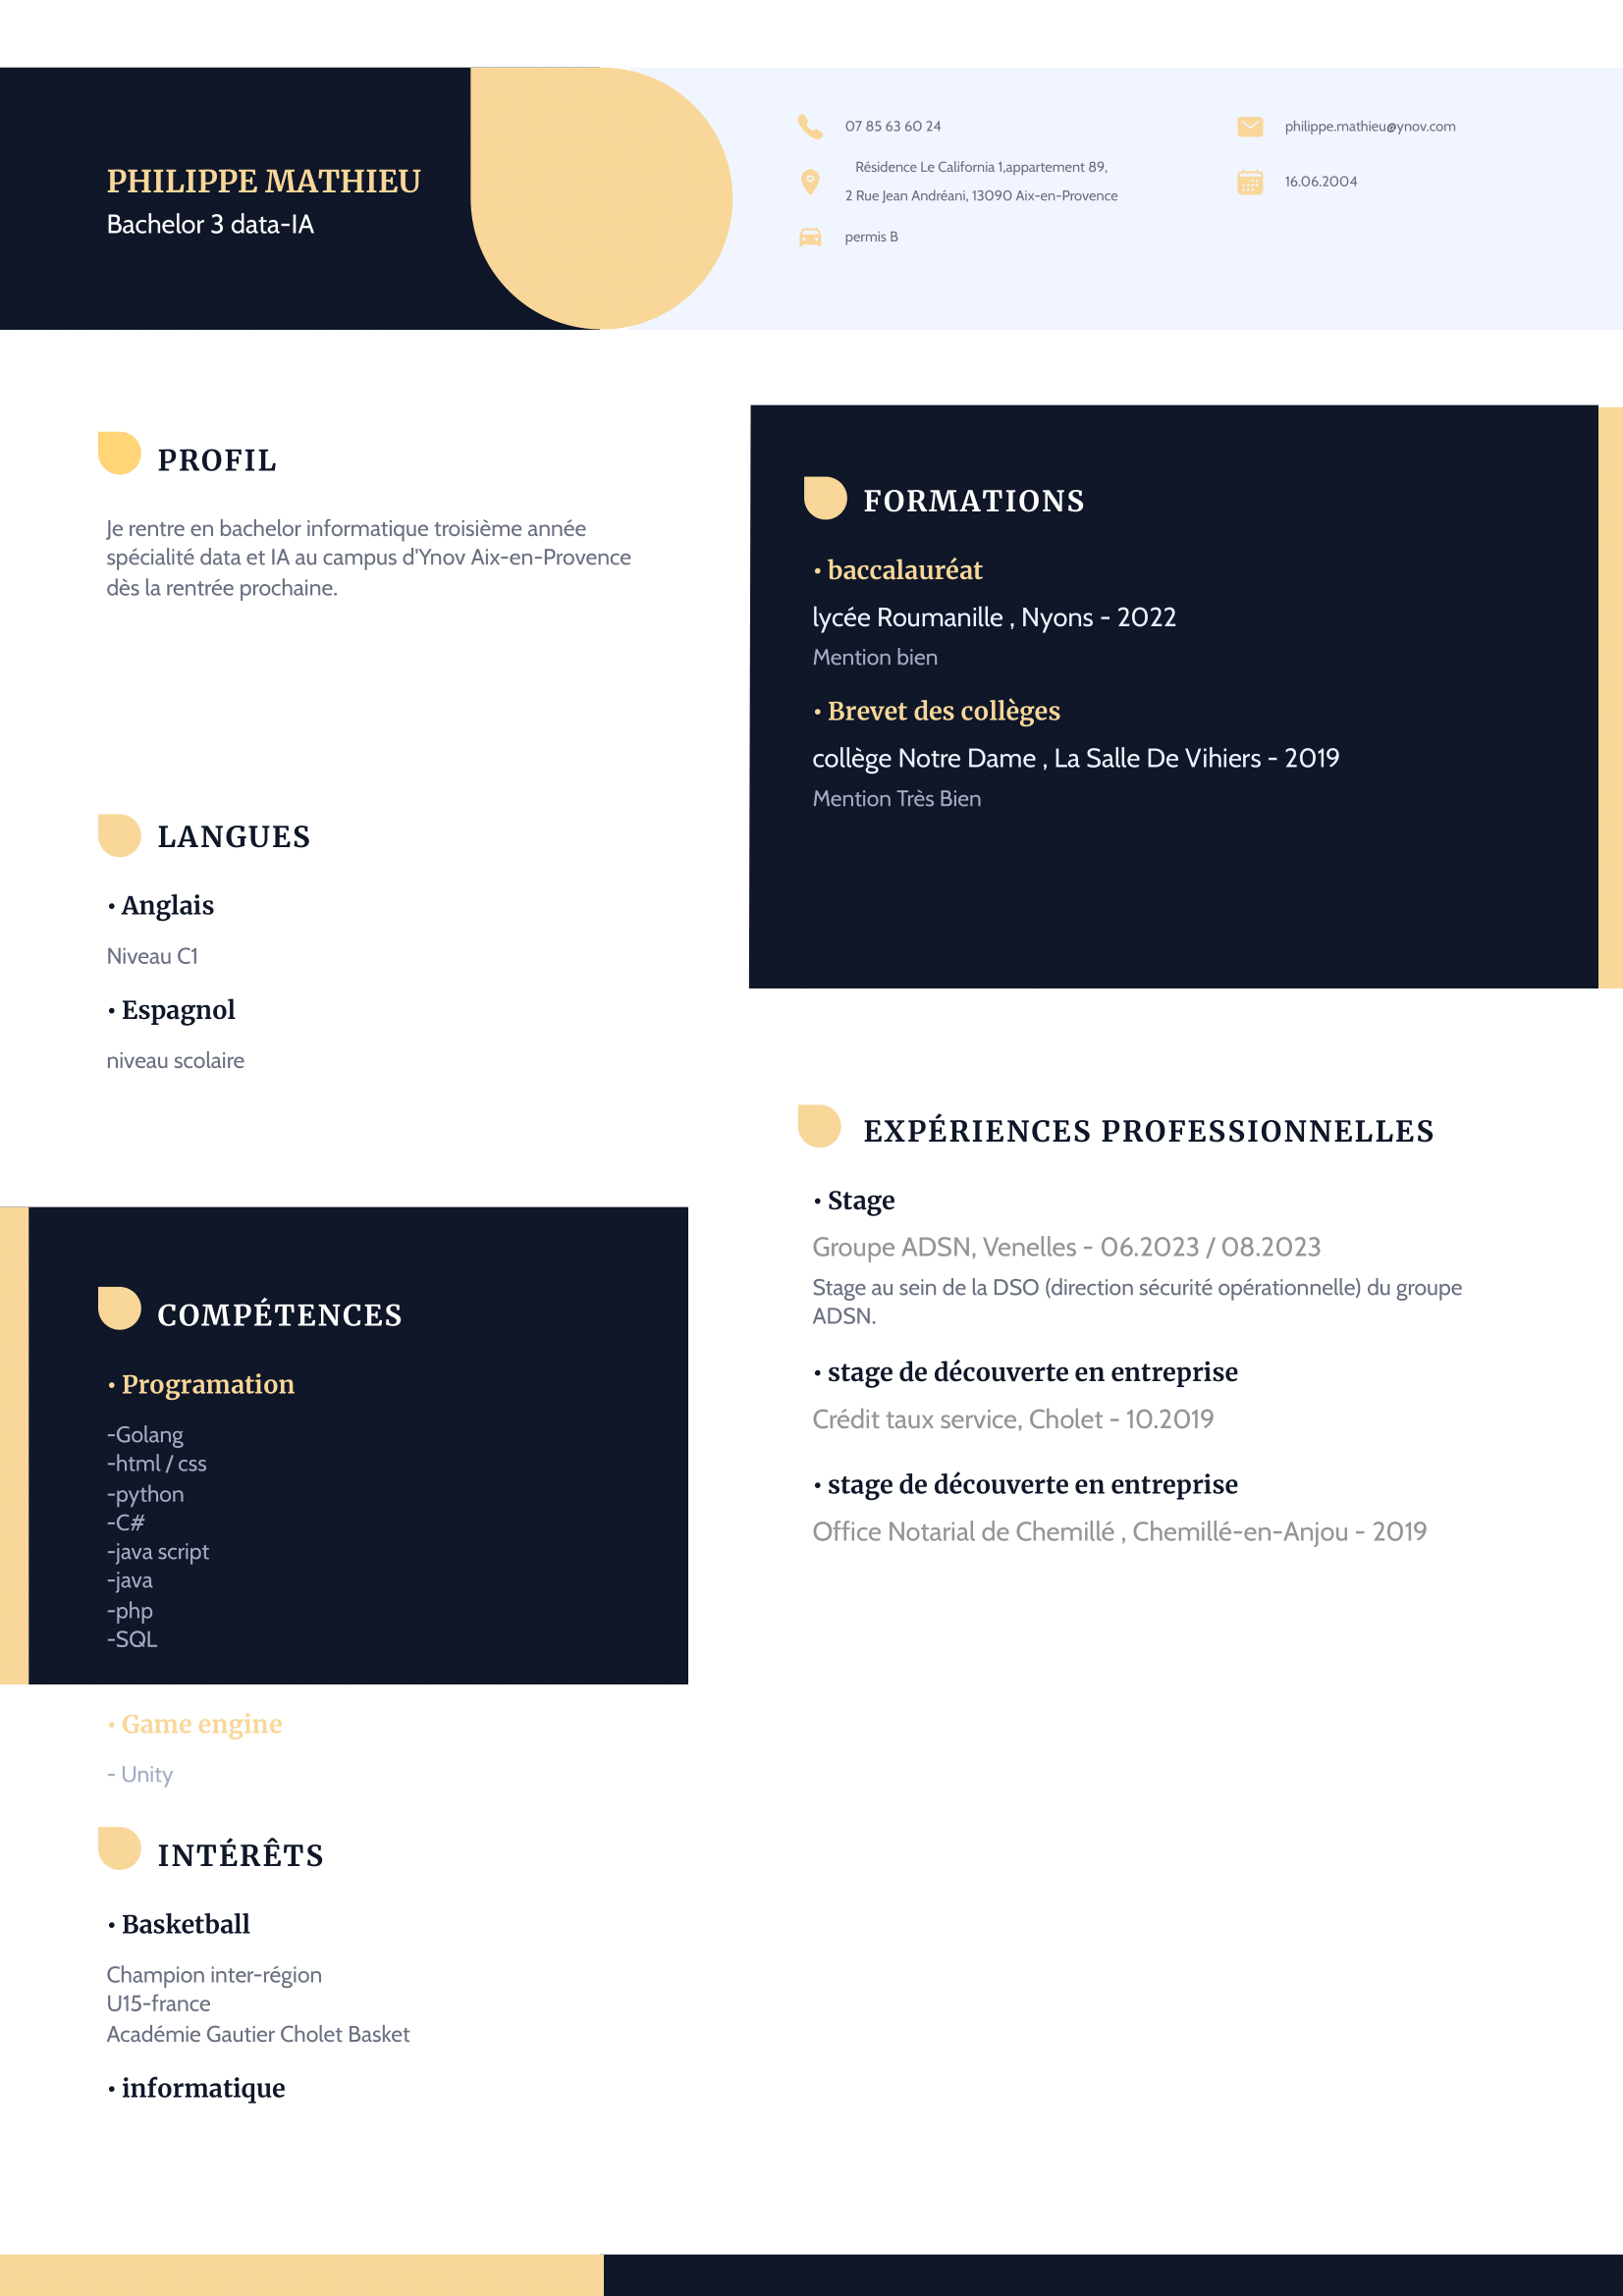 PHILIPPE MATHIEU
Bachelor 3 data-IA
07 85 63 60 24
philippe.mathieu@ynov.com
Résidence Le California 1,appartement 89,
2 Rue Jean Andréani, 13090 Aix-en-Provence
16.06.2004
permis B
PROFIL
Je rentre en bachelor informatique troisième année
spécialité data et IA au campus d'Ynov Aix-en-Provence
dès la rentrée prochaine.
LANGUES
• Anglais
Niveau C1
• Espagnol
niveau scolaire
COMPÉTENCES
• Programation
-Golang
-html / css
-python
-C#
-java script
-java
-php
-SQL
• Game engine
- Unity
INTÉRÊTS
• Basketball
Champion inter-région
U15-france
Académie Gautier Cholet Basket
• informatique
FORMATIONS
• baccalauréat
lycée Roumanille , Nyons - 2022
Mention bien
• Brevet des collèges
collège Notre Dame , La Salle De Vihiers - 2019
Mention Très Bien
EXPÉRIENCES PROFESSIONNELLES
• Stage
Groupe ADSN, Venelles - 06.2023 / 08.2023
Stage au sein de la DSO (direction sécurité opérationnelle) du groupe
ADSN.
• stage de découverte en entreprise
Crédit taux service, Cholet - 10.2019
• stage de découverte en entreprise
Office Notarial de Chemillé , Chemillé-en-Anjou - 2019